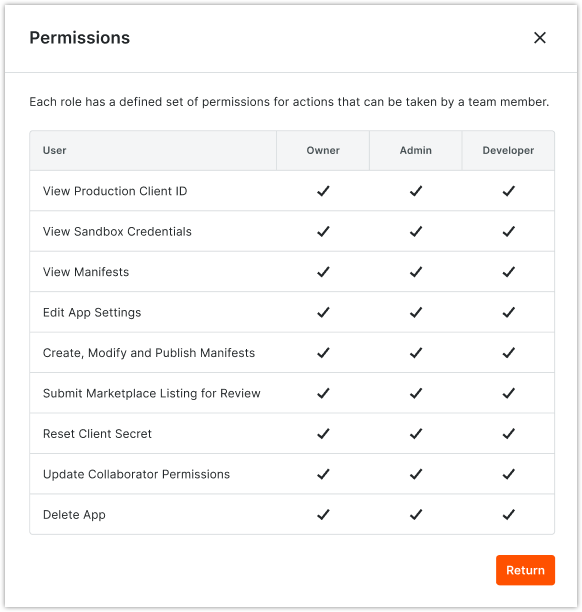 Permissions
Each role has a defined set of permissions for actions that can be taken by a team member.
User Owner Admin Developer
View Production Client ID ✓ ✓ ✓
View Sandbox Credentials ✓ ✓ ✓
View Manifests ✓ ✓ ✓
Edit App Settings ✓ ✓ ✓
Create, Modify and Publish Manifests ✓ ✓ ✓
Submit Marketplace Listing for Review ✓ ✓ ✓
Reset Client Secret ✓ ✓ ✓
Update Collaborator Permissions ✓ ✓ ✓
Delete App ✓ ✓ ✓
Return